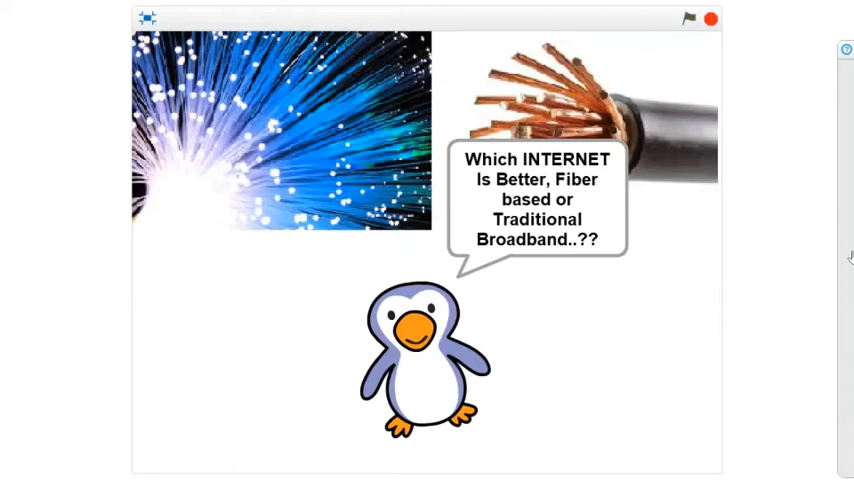 Which INTERNET
Is Better, Fiber
based or
Traditional
Broadband..??